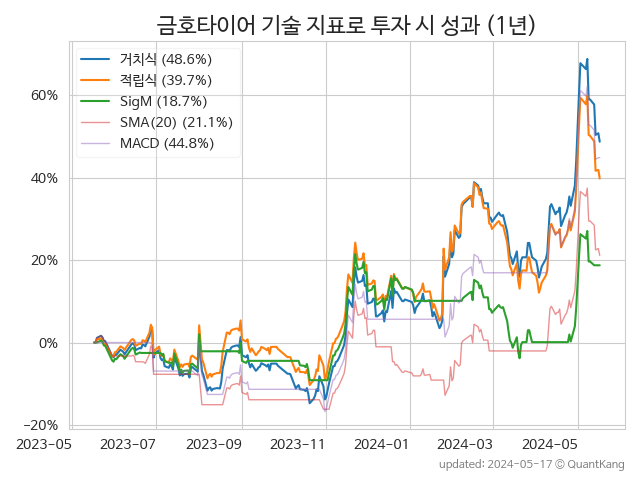 금호타이어 기술 지표로 투자 시 성과 (1년)
거치식 (48.6%)
적립식 (39.7%)
SigM (18.7%)
SMA(20) (21.1%)
MACD (44.8%)
60%
40%
20%
0%
−20%
2023-05 2023-07 2023-09 2023-11 2024-01 2024-03 2024-05
updated: 2024-05-17 © QuantKang